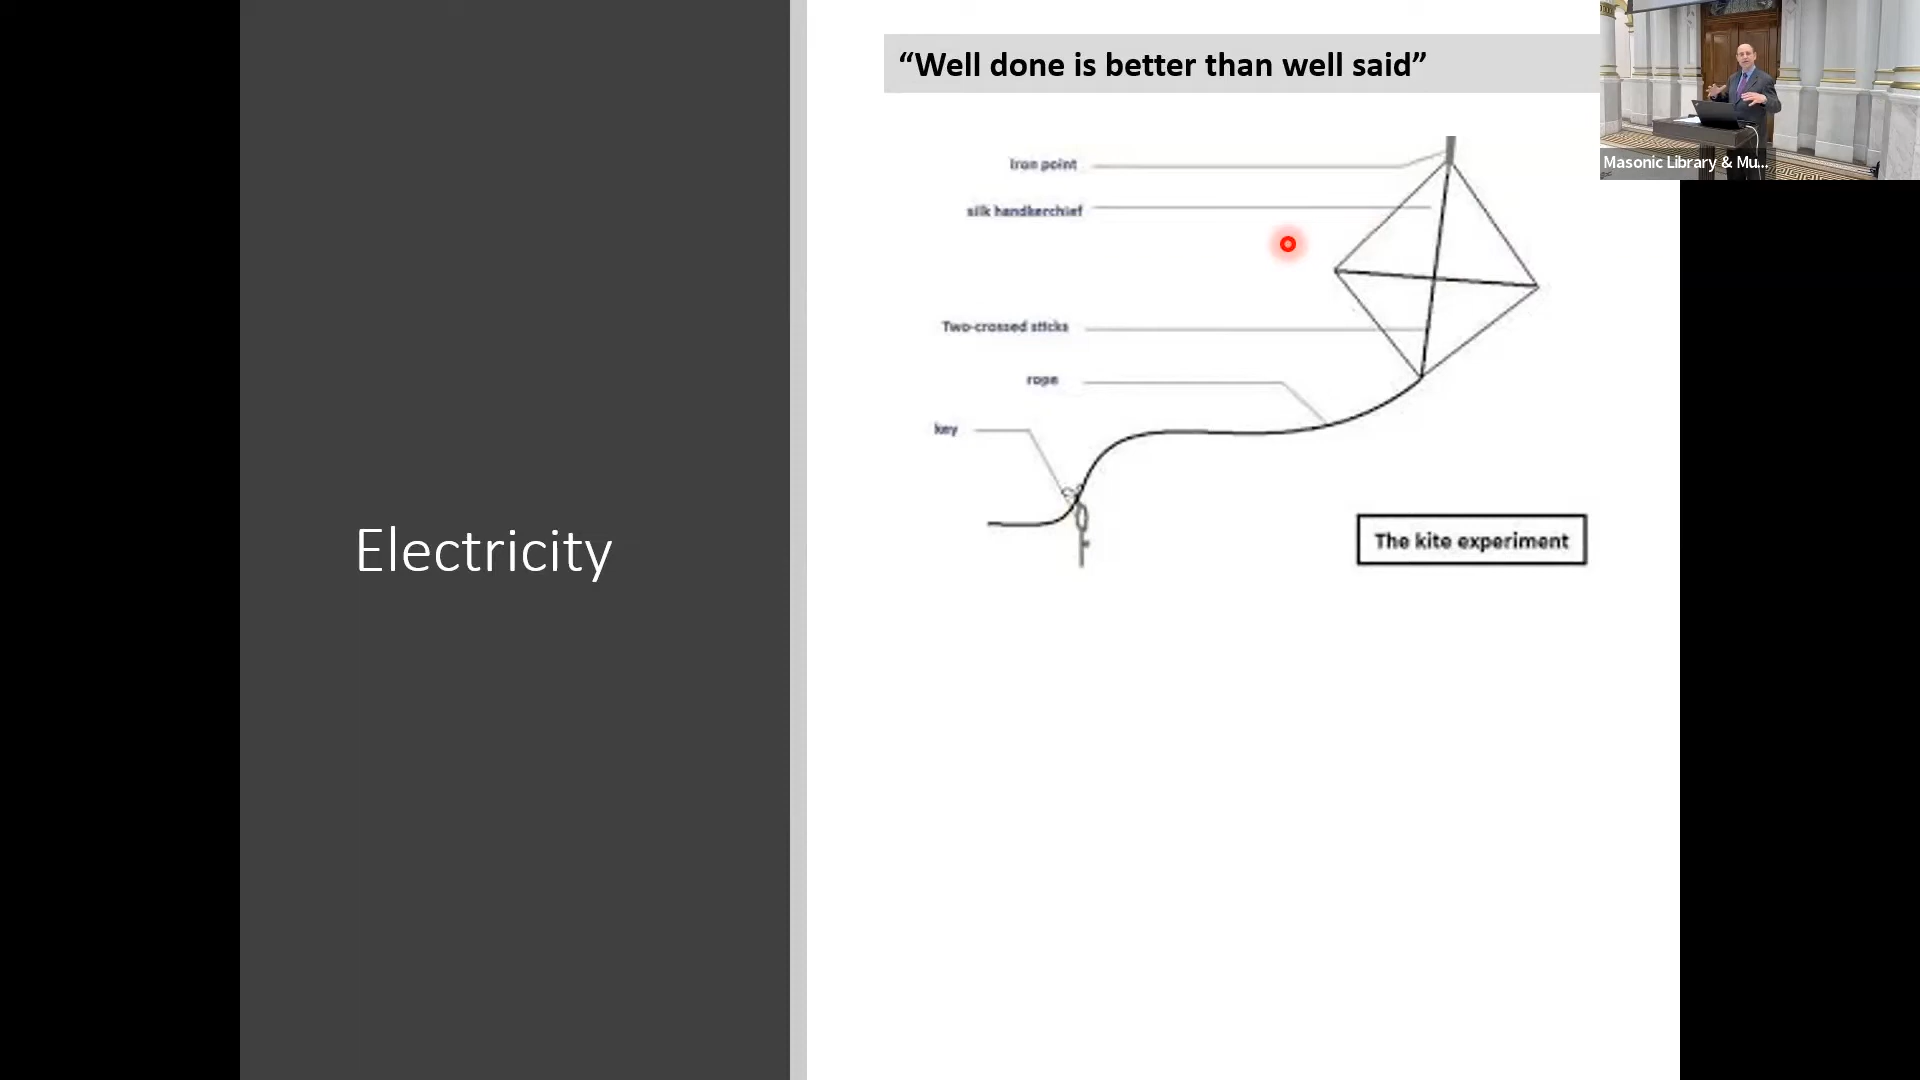 “Well done is better than well said”
Masonic Library & Mu...
Iron point
silk handkerchief
Two-crossed sticks
rope
key
Electricity
The kite experiment